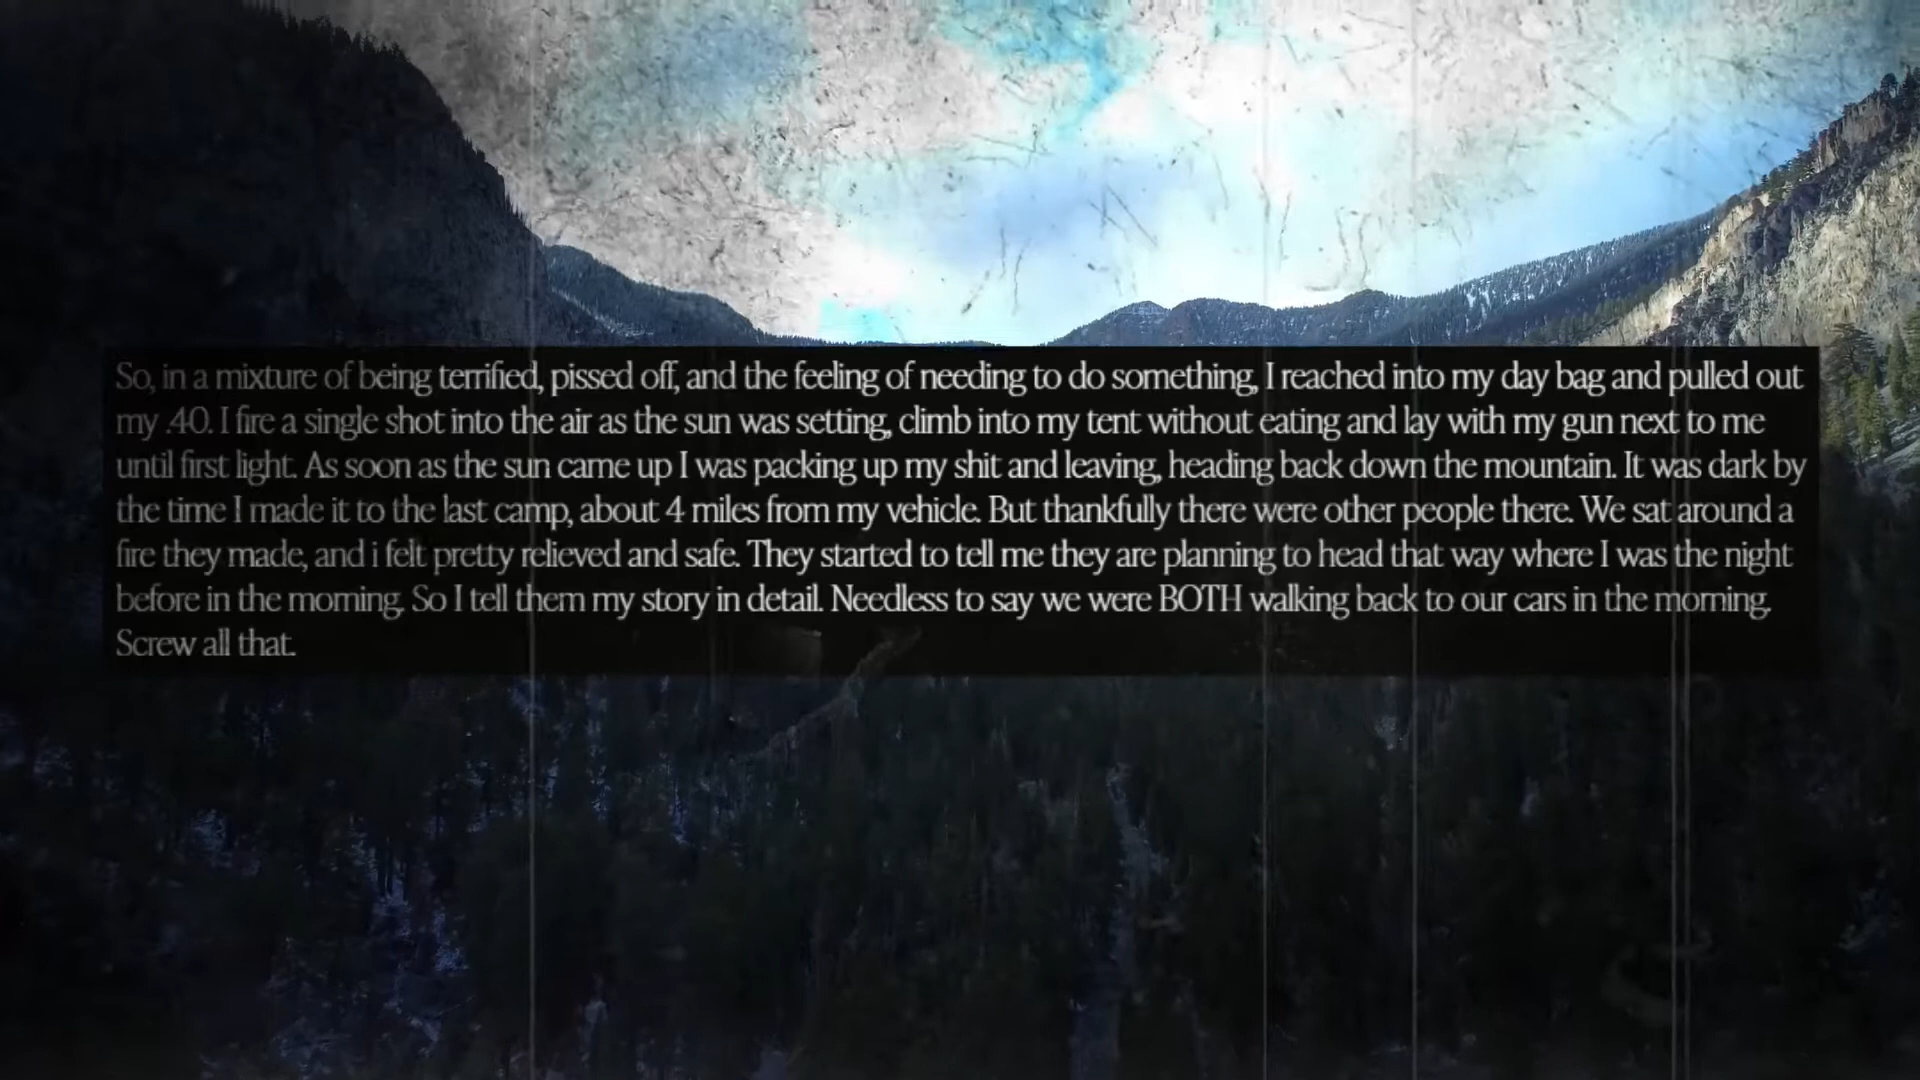 So, in a mixture of being terrified, pissed off, and the feeling of needing to do something, I reached into my day bag and pulled out
my .40. I fire a single shot into the air as the sun was setting, climb into my tent without eating and lay with my gun next to me
until first light. As soon as the sun came up I was packing up my shit and leaving, heading back down the mountain. It was dark by
the time I made it to the last camp, about 4 miles from my vehicle. But thankfully there were other people there. We sat around a
fire they made, and i felt pretty relieved and safe. They started to tell me they are planning to head that way where I was the night
before in the morning. So I tell them my story in detail. Needless to say we were BOTH walking back to our cars in the morning.
Screw all that.